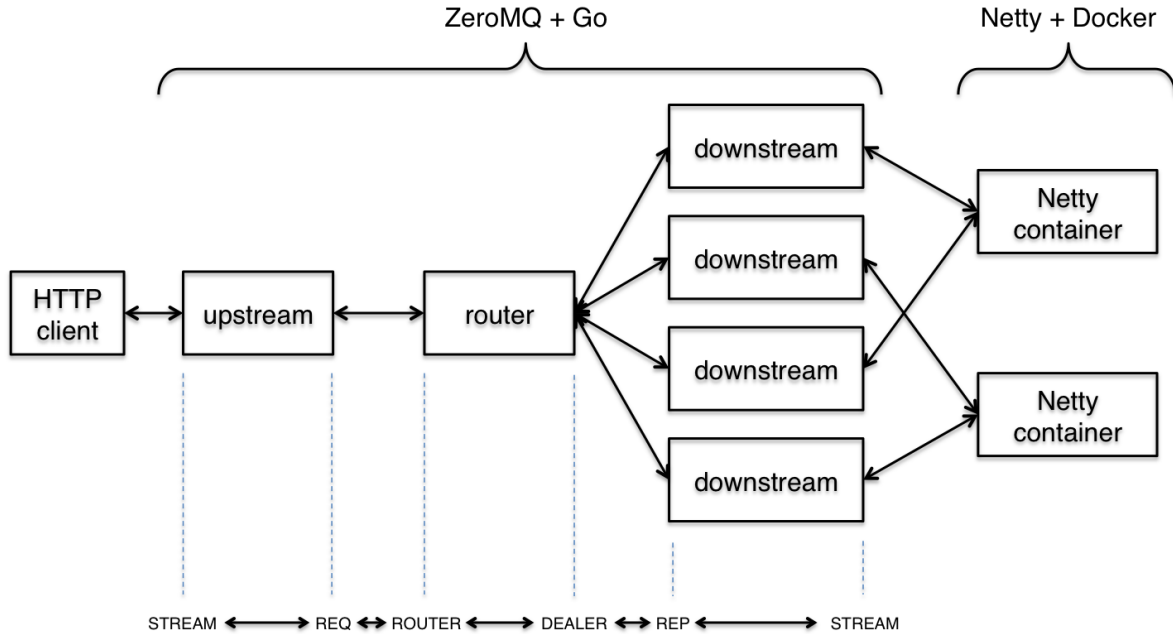 ZeroMQ + Go
Netty + Docker
HTTP
client
upstream
router
downstream
downstream
downstream
downstream
Netty
container
Netty
container
STREAM
REQ
ROUTER
DEALER
REP
STREAM